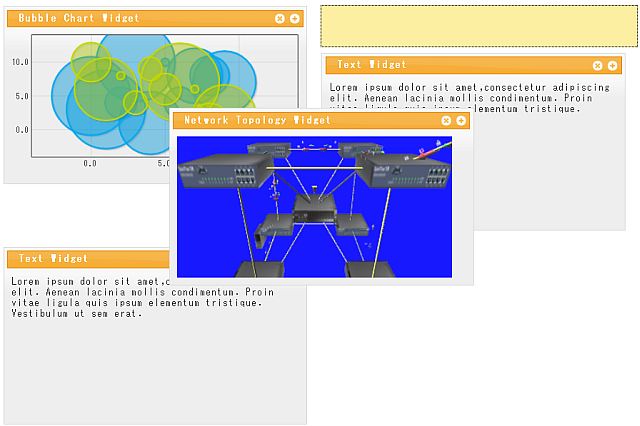 Bubble Chart Widget
10.0
5.0
0.0
0.0
5.0
Text Widget
Lorem ipsum dolor sit amet,consectetur adipiscing
elit. Aenean lacinia mollis condimentum. Proin
vitae ligula quis ipsum elementum tristique.
Network Topology Widget
Text Widget
Lorem ipsum dolor sit amet,c
elit. Aenean lacinia mollis condimentum. Proin
vitae ligula quis ipsum elementum tristique.
Vestibulum ut sem erat.